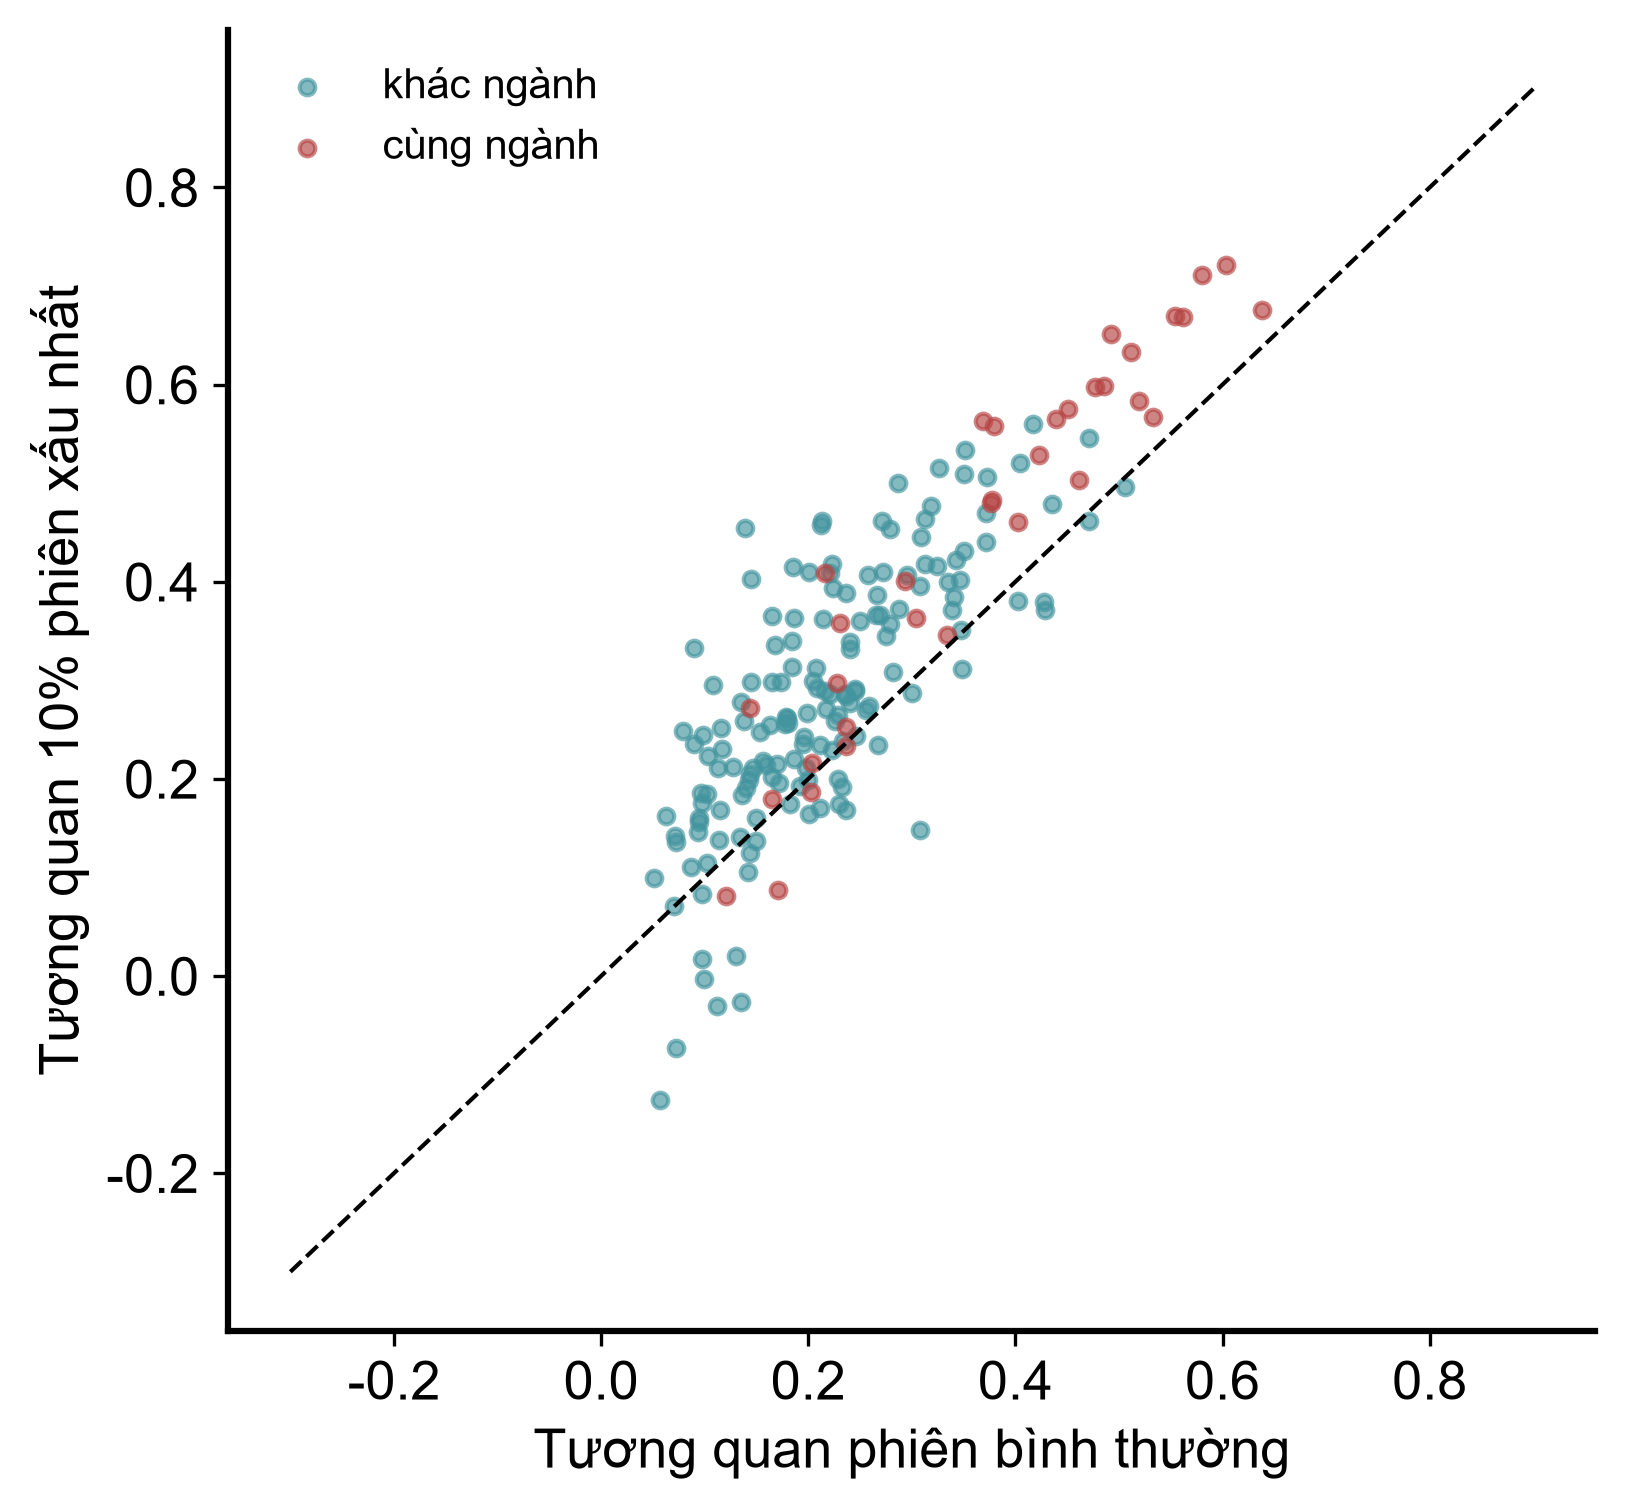 khác ngành
cùng ngành
0.8
0.6
0.4
0.2
0.0
-0.2
Tương quan 10% phiên xấu nhất
-0.2 0.0 0.2 0.4 0.6 0.8
Tương quan phiên bình thường